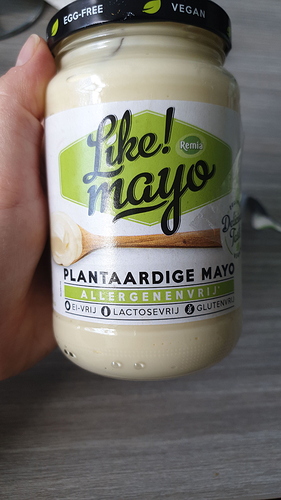 EGG-FREE VEGAN
Like!
Remia
mayo
PLANTAARDIGE MAYO
ALLERGENENVRIJ*
EI-VRIJ LACTOSEVRIJ GLUTENVRIJ